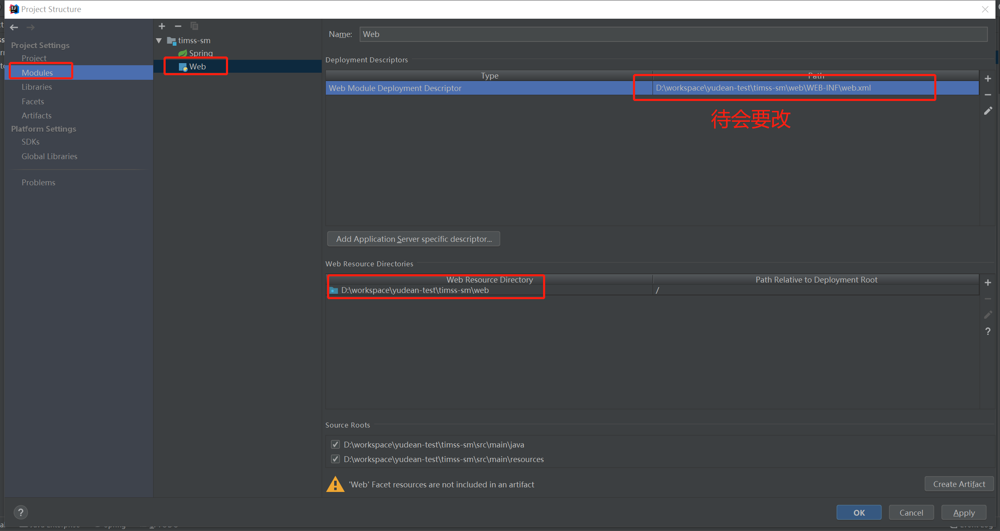 Project Structure
Project Settings
Project
Modules
Libraries
Facets
Artifacts
Platform Settings
SDKs
Global Libraries
Problems
timss-sm
Spring
Web
Name: Web
Deployment Descriptors
Type Path
Web Module Deployment Descriptor D:\workspace\yudean-test\timss-sm\web\WEB-INF\web.xml
待会要改
Add Application Server specific descriptor...
Web Resource Directories
Web Resource Directory Path Relative to Deployment Root
D:\workspace\yudean-test\timss-sm\web /
Source Roots
D:\workspace\yudean-test\timss-sm\src\main\java
D:\workspace\yudean-test\timss-sm\src\main\resources
'Web' Facet resources are not included in an artifact
Create Artifact
OK Cancel Apply